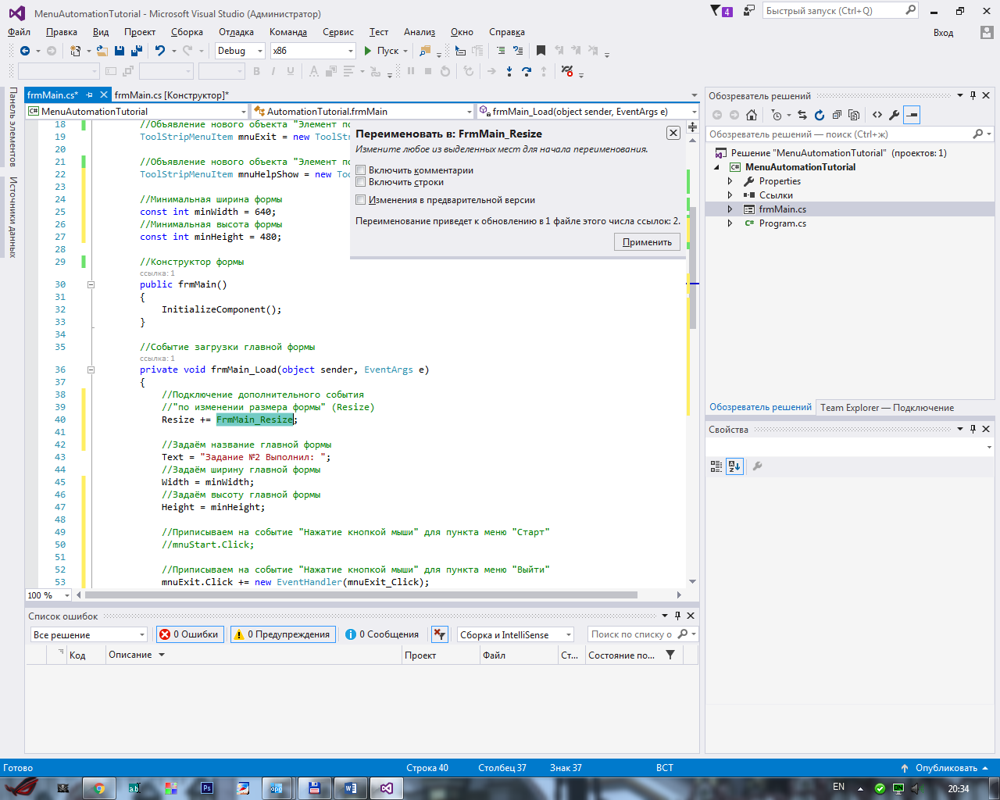 MenuAutomationTutorial - Microsoft Visual Studio (Администратор)
4
Быстрый запуск (Ctrl+Q)
Файл Правка Вид Проект Сборка Отладка Команда Сервис Тест Анализ Окно Справка
Вход
Debug x86 Пуск
Панель элементов
Источники данных
frmMain.cs* frmMain.cs [Конструктор]*
MenuAutomationTutorial AutomationTutorial.frmMain frmMain_Load(object sender, EventArgs e)
18 //Объявление нового объекта "Элемент по
19 ToolStripMenuItem mnuExit = new ToolStr
20
21 //Объявление нового объекта "Элемент по
22 ToolStripMenuItem mnuHelpShow = new Too
23
24 //Минимальная ширина формы
25 const int minWidth = 640;
26 //Минимальная высота формы
27 const int minHeight = 480;
28
29 //Конструктор формы
ссылка: 1
30 public frmMain()
31 {
32 InitializeComponent();
33 }
34
35 //Событие загрузки главной формы
ссылка: 1
36 private void frmMain_Load(object sender, EventArgs e)
37 {
38 //Подключение дополнительного события
39 //"по изменении размера формы" (Resize)
40 Resize += FrmMain_Resize;
41
42 //Задаём название главной формы
43 Text = "Задание №2 Выполнил: ";
44 //Задаём ширину главной формы
45 Width = minWidth;
46 //Задаём высоту главной формы
47 Height = minHeight;
48
49 //Приписываем на событие "Нажатие кнопкой мыши" для пункта меню "Старт"
50 //mnuStart.Click;
51
52 //Приписываем на событие "Нажатие кнопкой мыши" для пункта меню "Выйти"
53 mnuExit.Click += new EventHandler(mnuExit_Click);
100 %
Переименовать в: FrmMain_Resize
Измените любое из выделенных мест для начала переименования.
Включить комментарии
Включить строки
Изменения в предварительной версии
Переименование приведет к обновлению в 1 файле этого числа ссылок: 2.
Применить
Обозреватель решений
Обозреватель решений — поиск (Ctrl+ж)
Решение "MenuAutomationTutorial" (проектов: 1)
MenuAutomationTutorial
Properties
Ссылки
frmMain.cs
Program.cs
Обозреватель решений Team Explorer — Подключение
Свойства
Список ошибок
Все решение 0 Ошибки 0 Предупреждения 0 Сообщения Сборка и IntelliSense Поиск по списку о
Код Описание Проект Файл Ст... Состояние по...
Готово Строка 40 Столбец 37 Знак 37 ВСТ Опубликовать
EN 20:34